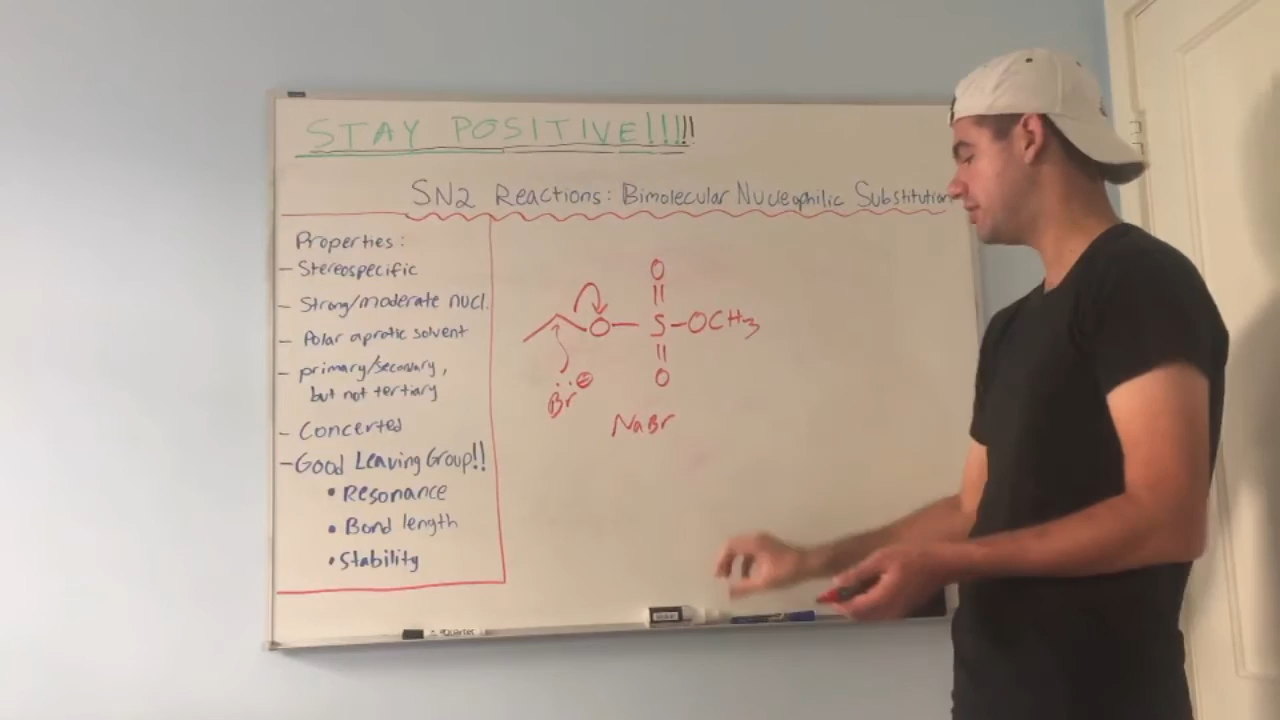 STAY POSITIVE!!!!!
SN2 Reactions: Bimolecular Nucleophilic Substitution
Properties:
- Stereospecific
- Strong/moderate nucl.
- Polar aprotic solvent
- primary/secondary,
but not tertiary
- Concerted
- Good Leaving Group!!
• Resonance
• Bond length
• Stability
O
O S OCH3
O
Br ⊖
NaBr